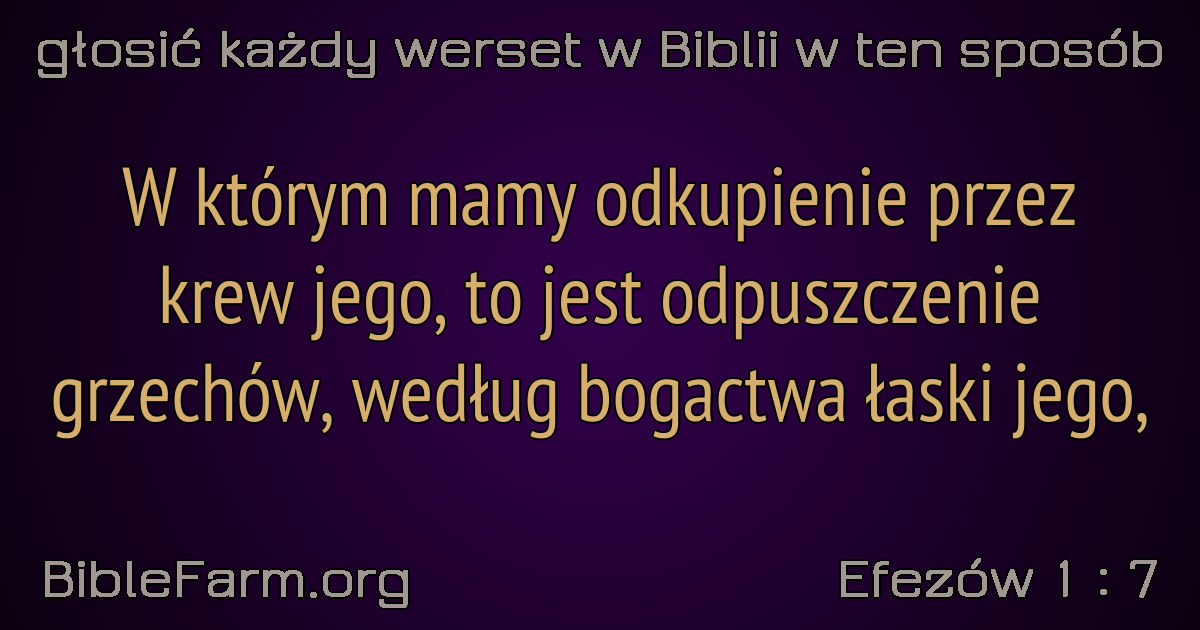 głosić każdy werset w Biblii w ten sposób
W którym mamy odkupienie przez
krew jego, to jest odpuszczenie
grzechów, według bogactwa łaski jego,
BibleFarm.org
Efezów 1 : 7